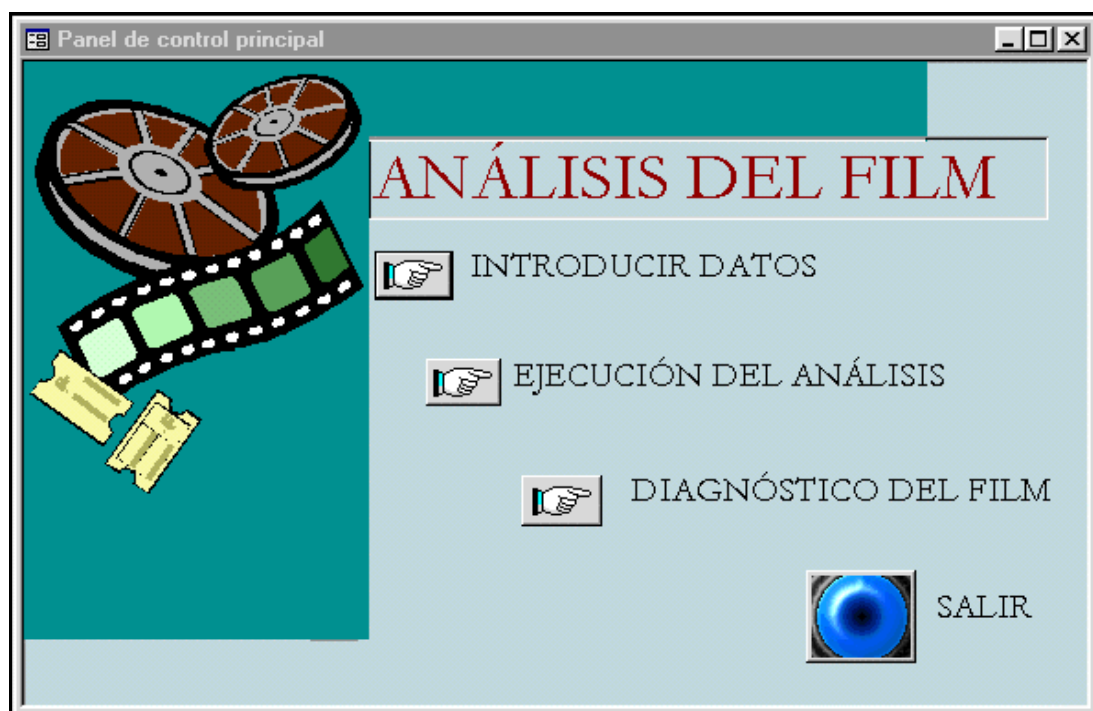 Panel de control principal
ANÁLISIS DEL FILM
INTRODUCIR DATOS
EJECUCIÓN DEL ANÁLISIS
DIAGNÓSTICO DEL FILM
SALIR